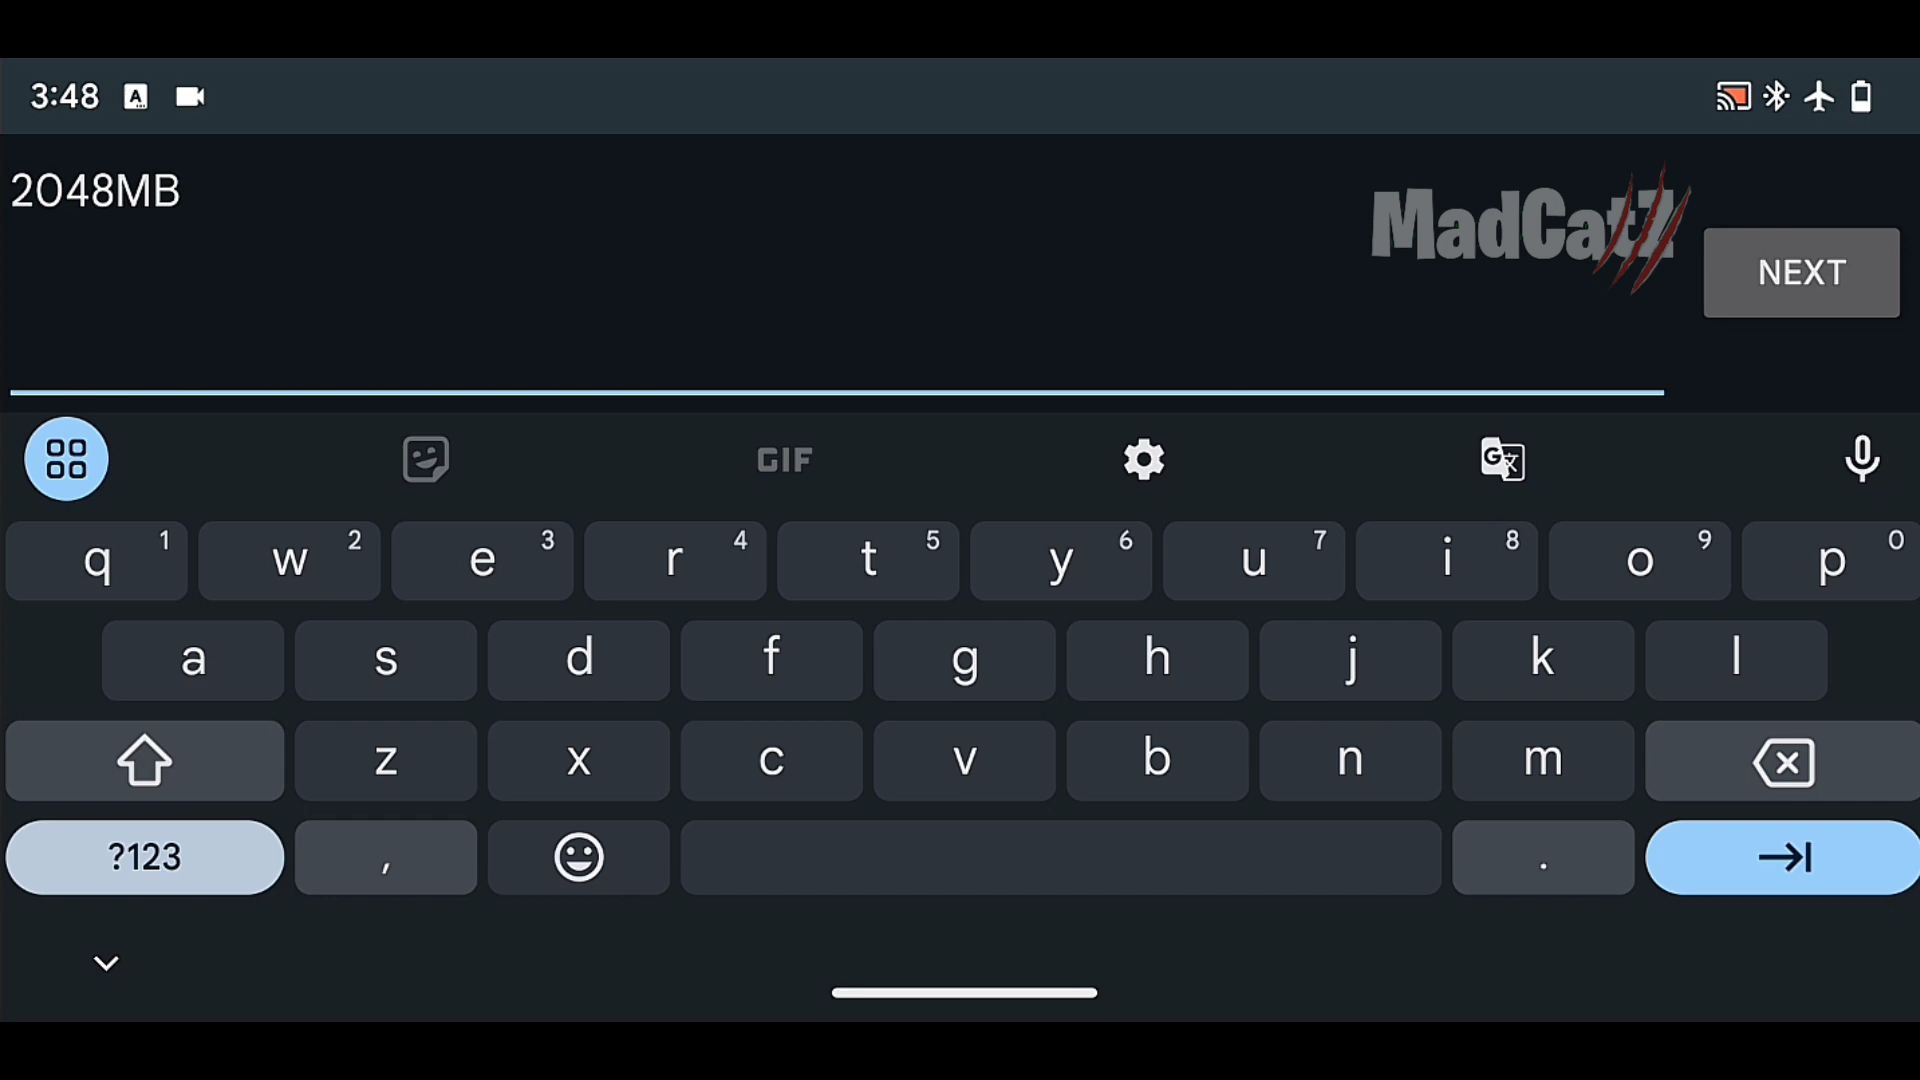 3:48
2048MB
MadCatZ
NEXT
GIF
q 1 w 2 e 3 r 4 t 5 y 6 u 7 i 8 o 9 p 0
a s d f g h j k l
z x c v b n m
?123 , .